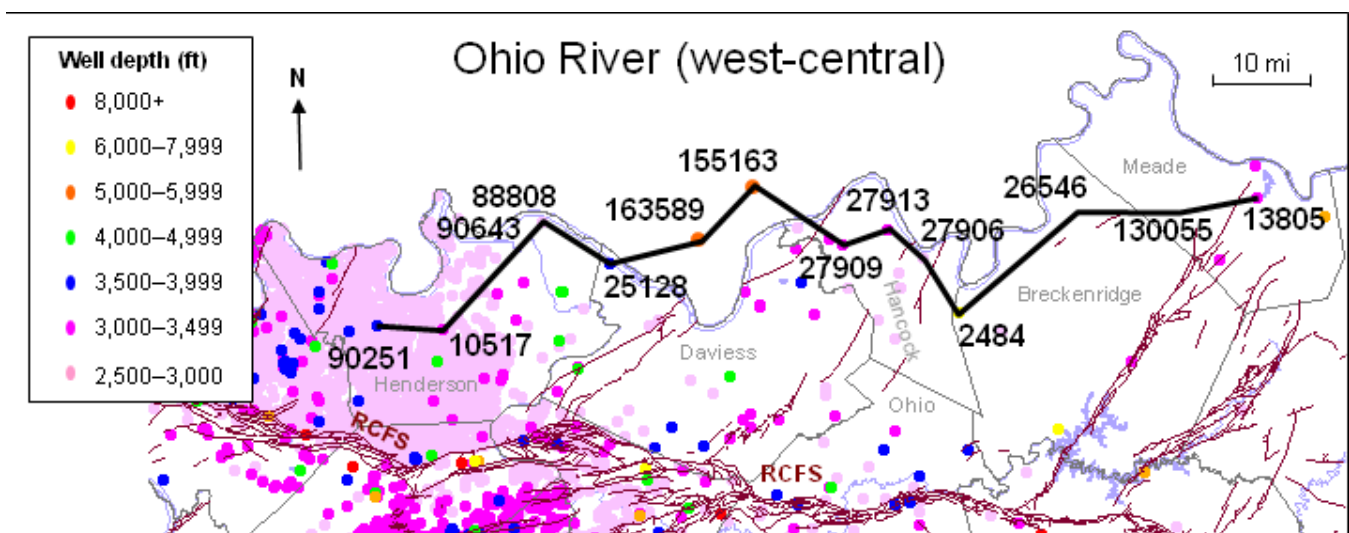 Well depth (ft)
8,000+
6,000–7,999
5,000–5,999
4,000–4,999
3,500–3,999
3,000–3,499
2,500–3,000
N
Ohio River (west-central)
10 mi
155163
88808
163589
27913
26546
Meade
90643
27906
130055
13805
25128
27909
Hancock
Breckenridge
90251
10517
2484
Daviess
Henderson
Ohio
RCFS
RCFS